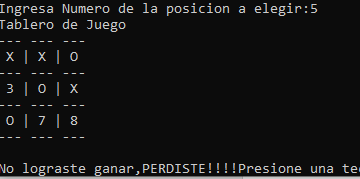 Ingresa Numero de la posicion a elegir:5
Tablero de Juego
--- --- ---
X | X | O
--- --- ---
3 | O | X
--- --- ---
O | 7 | 8
--- --- ---
No lograste ganar,PERDISTE!!!!Presione una te